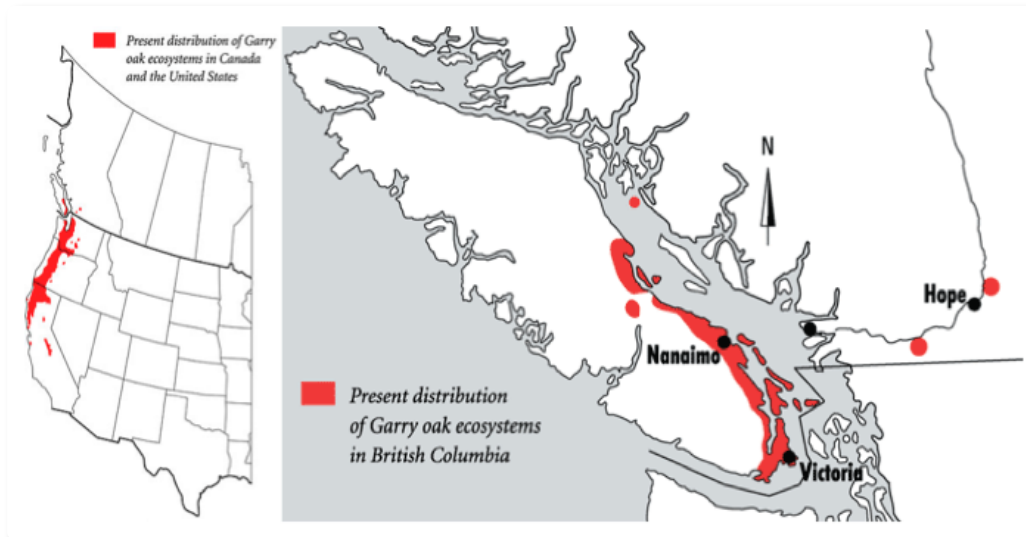 Present distribution of Garry
oak ecosystems in Canada
and the United States
N
Hope
Nanaimo
Present distribution
of Garry oak ecosystems
in British Columbia
Victoria